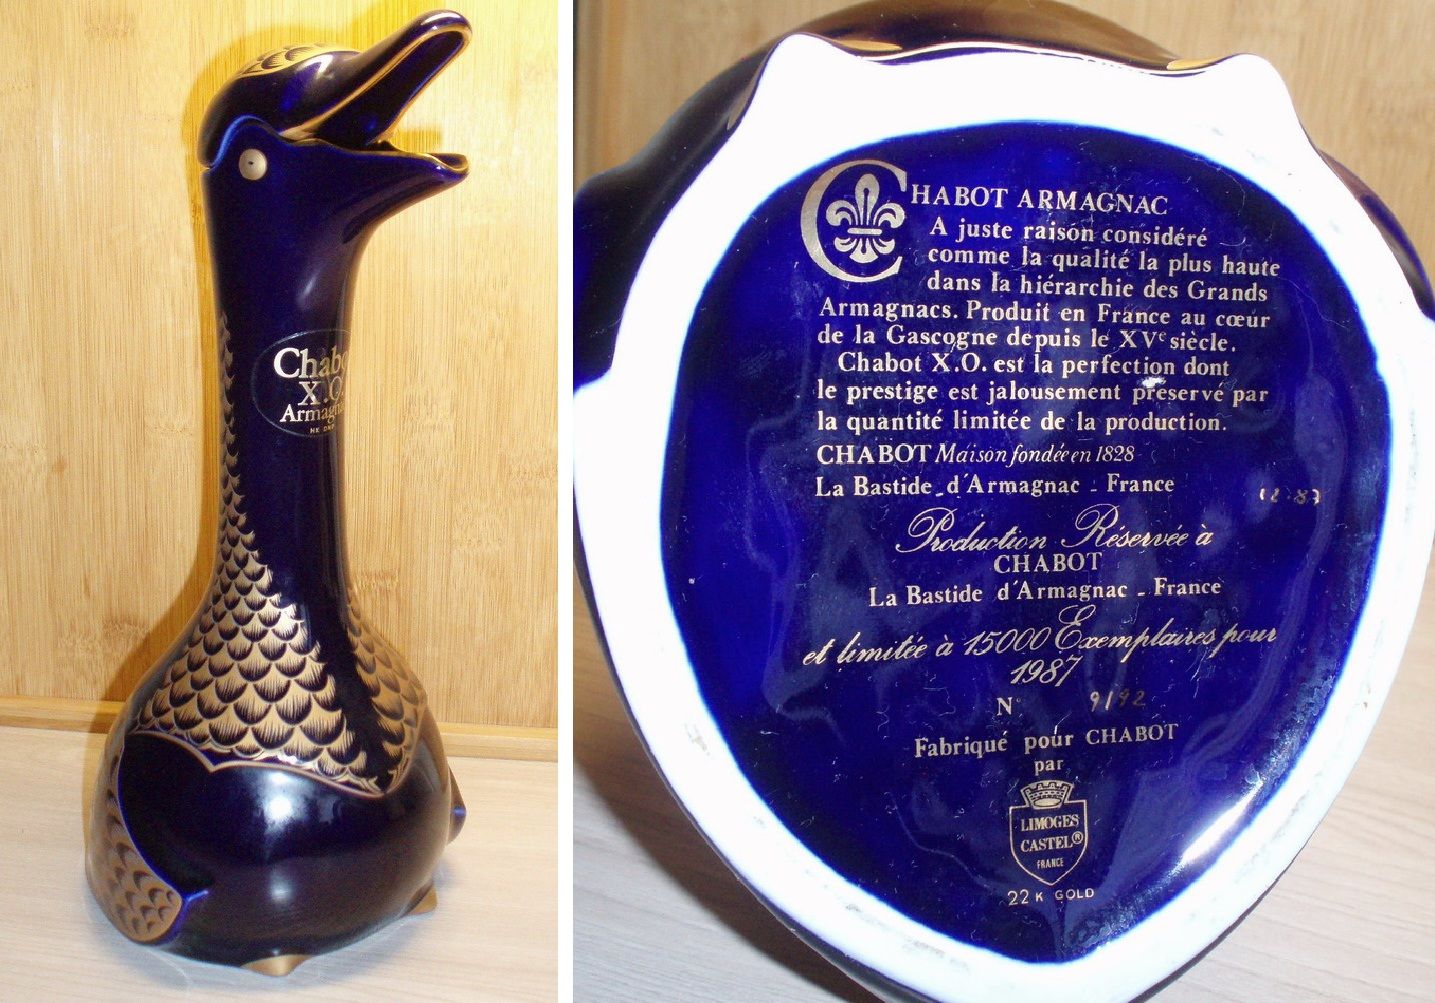 Chabot
X.O.
Armagnac
CHABOT ARMAGNAC
A juste raison considéré
comme la qualité la plus haute
dans la hiérarchie des Grands
Armagnacs. Produit en France au cœur
de la Gascogne depuis le XVe siècle.
Chabot X.O. est la perfection dont
le prestige est jalousement préservé par
la quantité limitée de la production.
CHABOT Maison fondée en 1828
La Bastide d'Armagnac - France
12.87
Production Réservée à
CHABOT
La Bastide d'Armagnac - France
et limitée à 15000 Exemplaires pour
1987
N° 9192
Fabriqué pour CHABOT
par
LIMOGES
CASTEL®
FRANCE
22 K GOLD